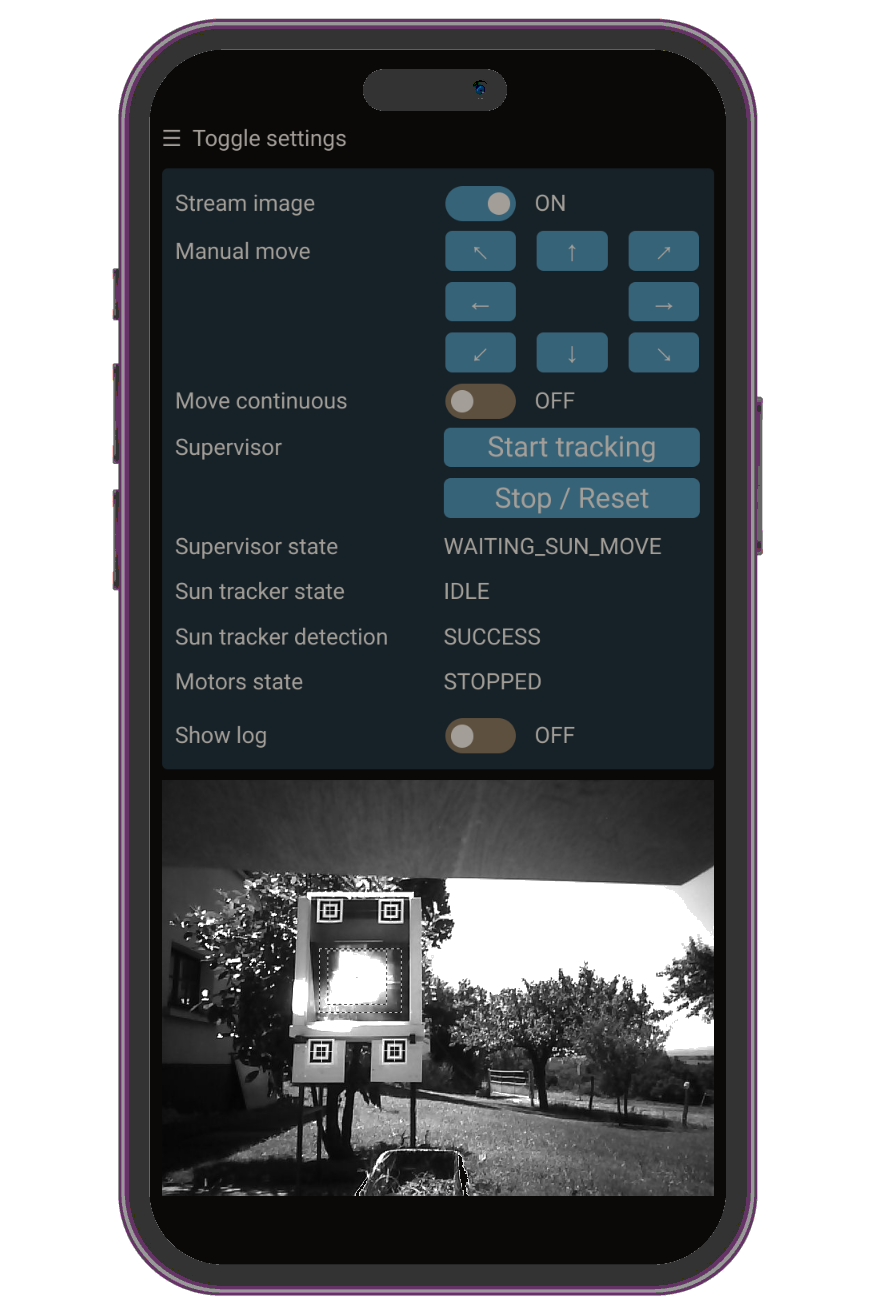 ☰ Toggle settings
Stream image ON
Manual move ↖ ↑ ↗
← →
↙ ↓ ↘
Move continuous OFF
Supervisor Start tracking
Stop / Reset
Supervisor state WAITING_SUN_MOVE
Sun tracker state IDLE
Sun tracker detection SUCCESS
Motors state STOPPED
Show log OFF